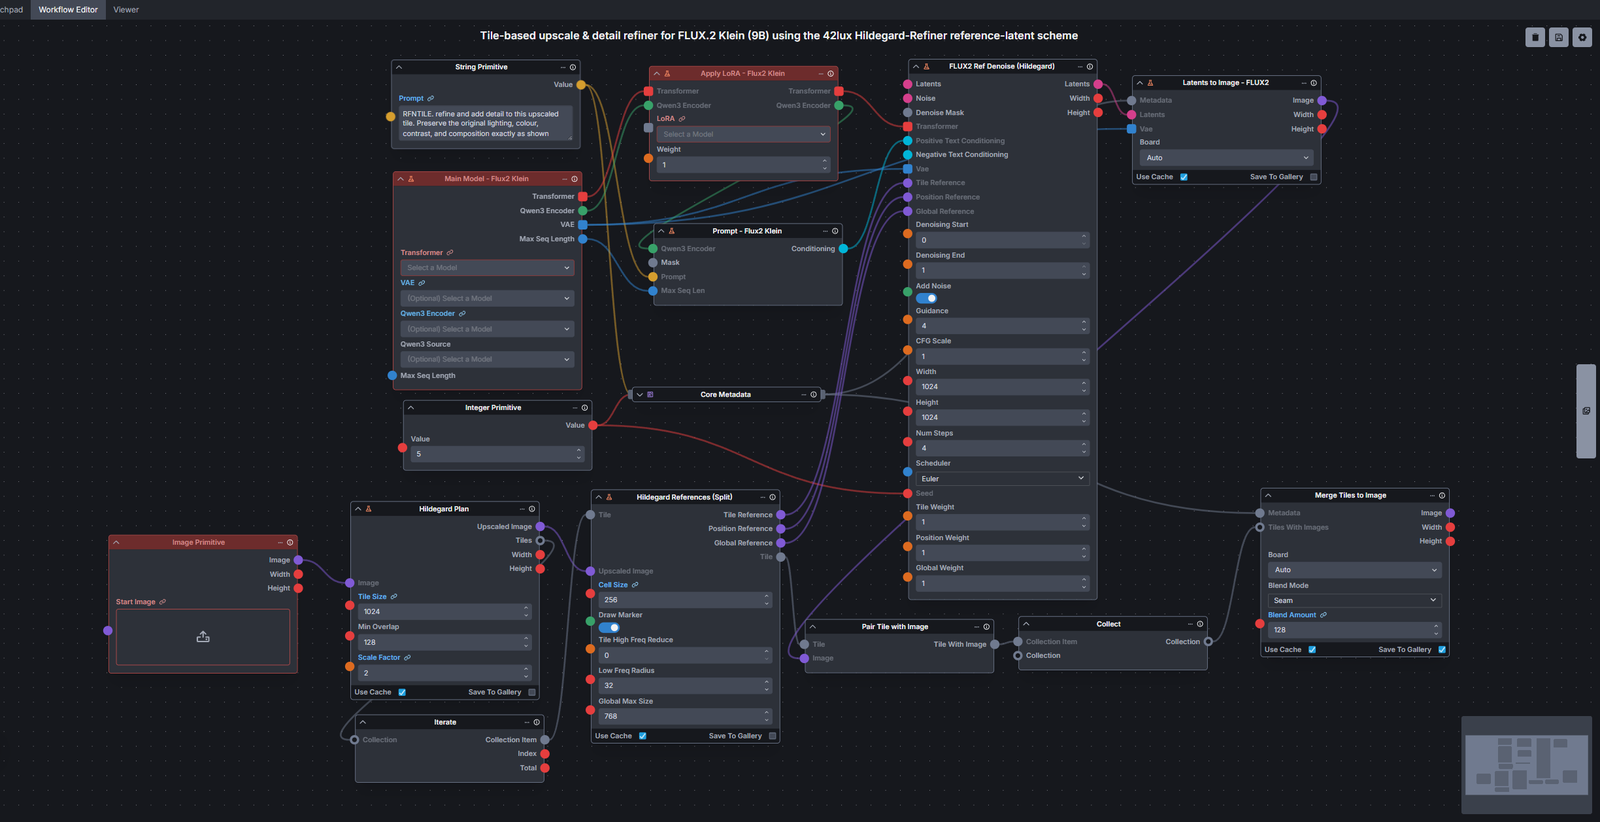 chpad
Workflow Editor
Viewer
Tile-based upscale & detail refiner for FLUX.2 Klein (9B) using the 42lux Hildegard-Refiner reference-latent scheme
String Primitive
Value
Prompt
RFNTILE. refine and add detail to this upscaled
tile. Preserve the original lighting, colour,
contrast, and composition exactly as shown
Apply LoRA - Flux2 Klein
Transformer
Transformer
Qwen3 Encoder
Qwen3 Encoder
LoRA
Select a Model
Weight
1
Main Model - Flux2 Klein
Transformer
Qwen3 Encoder
VAE
Max Seq Length
Transformer
Select a Model
VAE
(Optional) Select a Model
Qwen3 Encoder
(Optional) Select a Model
Qwen3 Source
(Optional) Select a Model
Max Seq Length
Prompt - Flux2 Klein
Qwen3 Encoder
Conditioning
Mask
Prompt
Max Seq Len
Core Metadata
Integer Primitive
Value
Value
5
FLUX2 Ref Denoise (Hildegard)
Latents
Latents
Noise
Width
Denoise Mask
Height
Transformer
Positive Text Conditioning
Negative Text Conditioning
Vae
Tile Reference
Position Reference
Global Reference
Denoising Start
0
Denoising End
1
Add Noise
Guidance
4
CFG Scale
1
Width
1024
Height
1024
Num Steps
4
Scheduler
Euler
Seed
Tile Weight
1
Position Weight
1
Global Weight
1
Latents to Image - FLUX2
Metadata
Image
Latents
Width
Vae
Height
Board
Auto
Use Cache
Save To Gallery
Image Primitive
Image
Width
Height
Start Image
Hildegard Plan
Upscaled Image
Tiles
Width
Height
Image
Tile Size
1024
Min Overlap
128
Scale Factor
2
Use Cache
Save To Gallery
Iterate
Collection
Collection Item
Index
Total
Hildegard References (Split)
Tile
Tile Reference
Position Reference
Global Reference
Tile
Upscaled Image
Cell Size
256
Draw Marker
Tile High Freq Reduce
0
Low Freq Radius
32
Global Max Size
768
Use Cache
Save To Gallery
Pair Tile with Image
Tile
Tile With Image
Image
Collect
Collection Item
Collection
Collection
Merge Tiles to Image
Metadata
Image
Tiles With Images
Width
Height
Board
Auto
Blend Mode
Seam
Blend Amount
128
Use Cache
Save To Gallery